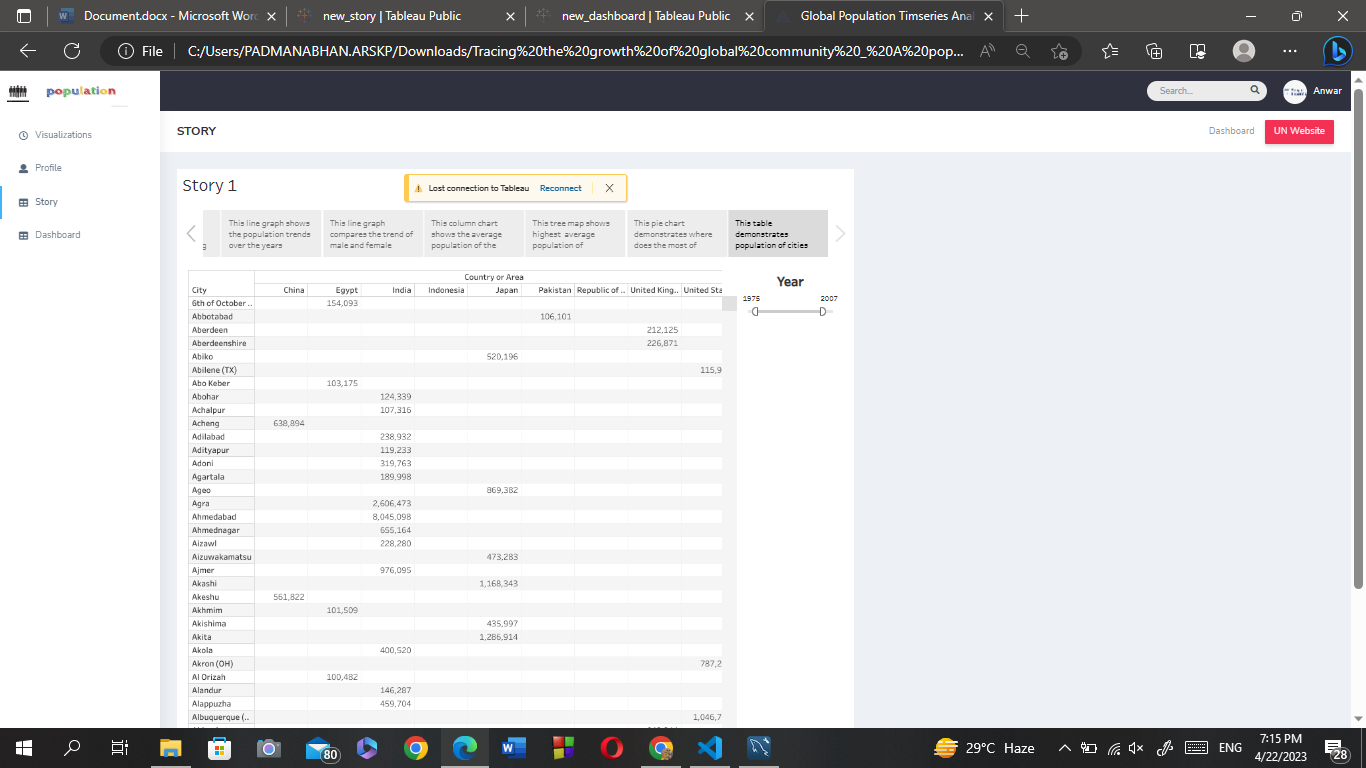 Document.docx - Microsoft Word
new_story | Tableau Public
new_dashboard | Tableau Public
Global Population Timseries Anal
File
C:/Users/PADMANABHAN.ARSKP/Downloads/Tracing%20the%20growth%20of%20global%20community%20_%20A%20pop...
population
Search...
Anwar
Visualizations
Profile
Story
Dashboard
STORY
Dashboard
UN Website
Story 1
Lost connection to Tableau Reconnect
g
This line graph shows
the population trends
over the years
This line graph
compares the trend of
male and female
This column chart
shows the average
population of the
This tree map shows
highest average
population of
This pie chart
demonstrates where
does the most of
This table
demonstrates
population of cities
Country or Area
City China Egypt India Indonesia Japan Pakistan Republic of .. United King.. United Sta
6th of October .. 154,093
Abbotabad 106,101
Aberdeen 212,125
Aberdeenshire 226,871
Abiko 520,196
Abilene (TX) 115,9
Abo Keber 103,175
Abohar 124,339
Achalpur 107,316
Acheng 638,894
Adilabad 238,932
Adityapur 119,233
Adoni 319,763
Agartala 189,998
Ageo 869,382
Agra 2,606,473
Ahmedabad 8,045,098
Ahmednagar 655,164
Aizawl 228,280
Aizuwakamatsu 473,283
Ajmer 976,095
Akashi 1,168,343
Akeshu 561,822
Akhmim 101,509
Akishima 435,997
Akita 1,286,914
Akola 400,520
Akron (OH) 787,2
Al Orizah 100,482
Alandur 146,287
Alappuzha 459,704
Albuquerque (.. 1,046,7
Year
1975 2007
80
29°C Haze
ENG
7:15 PM
4/22/2023
28